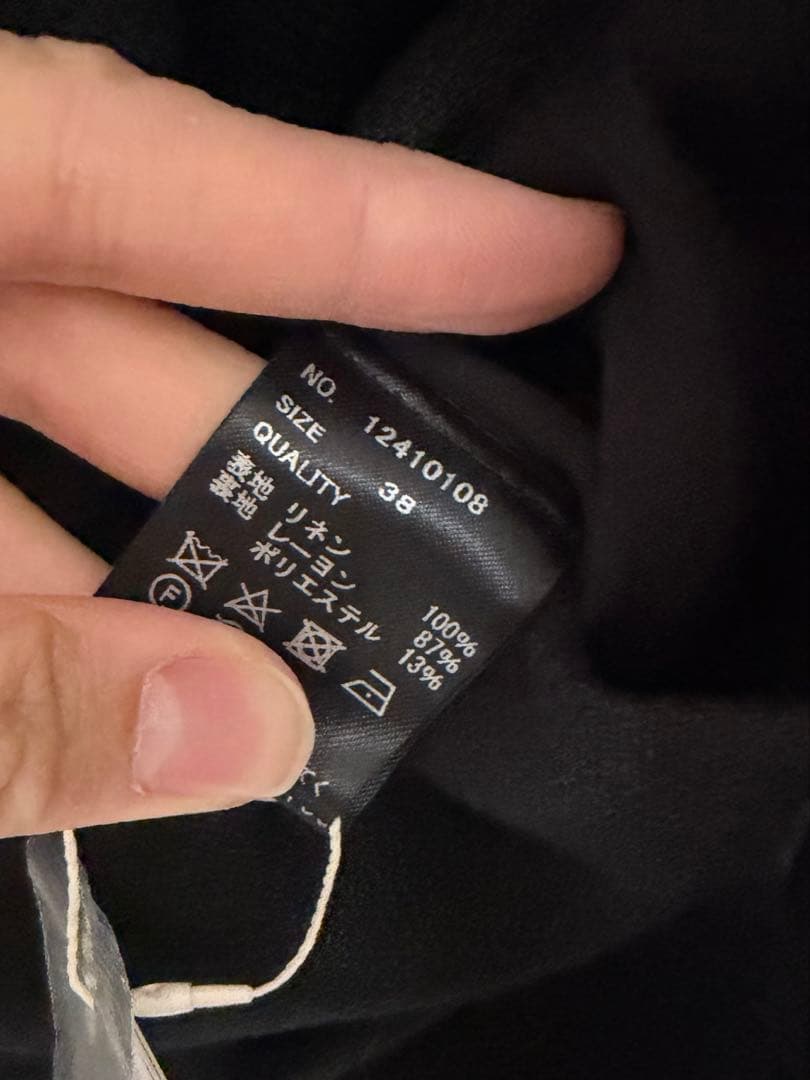 NO. 12410108
SIZE 38
QUALITY
表地 リネン 100%
裏地 レーヨン 87%
ポリエステル 13%
F